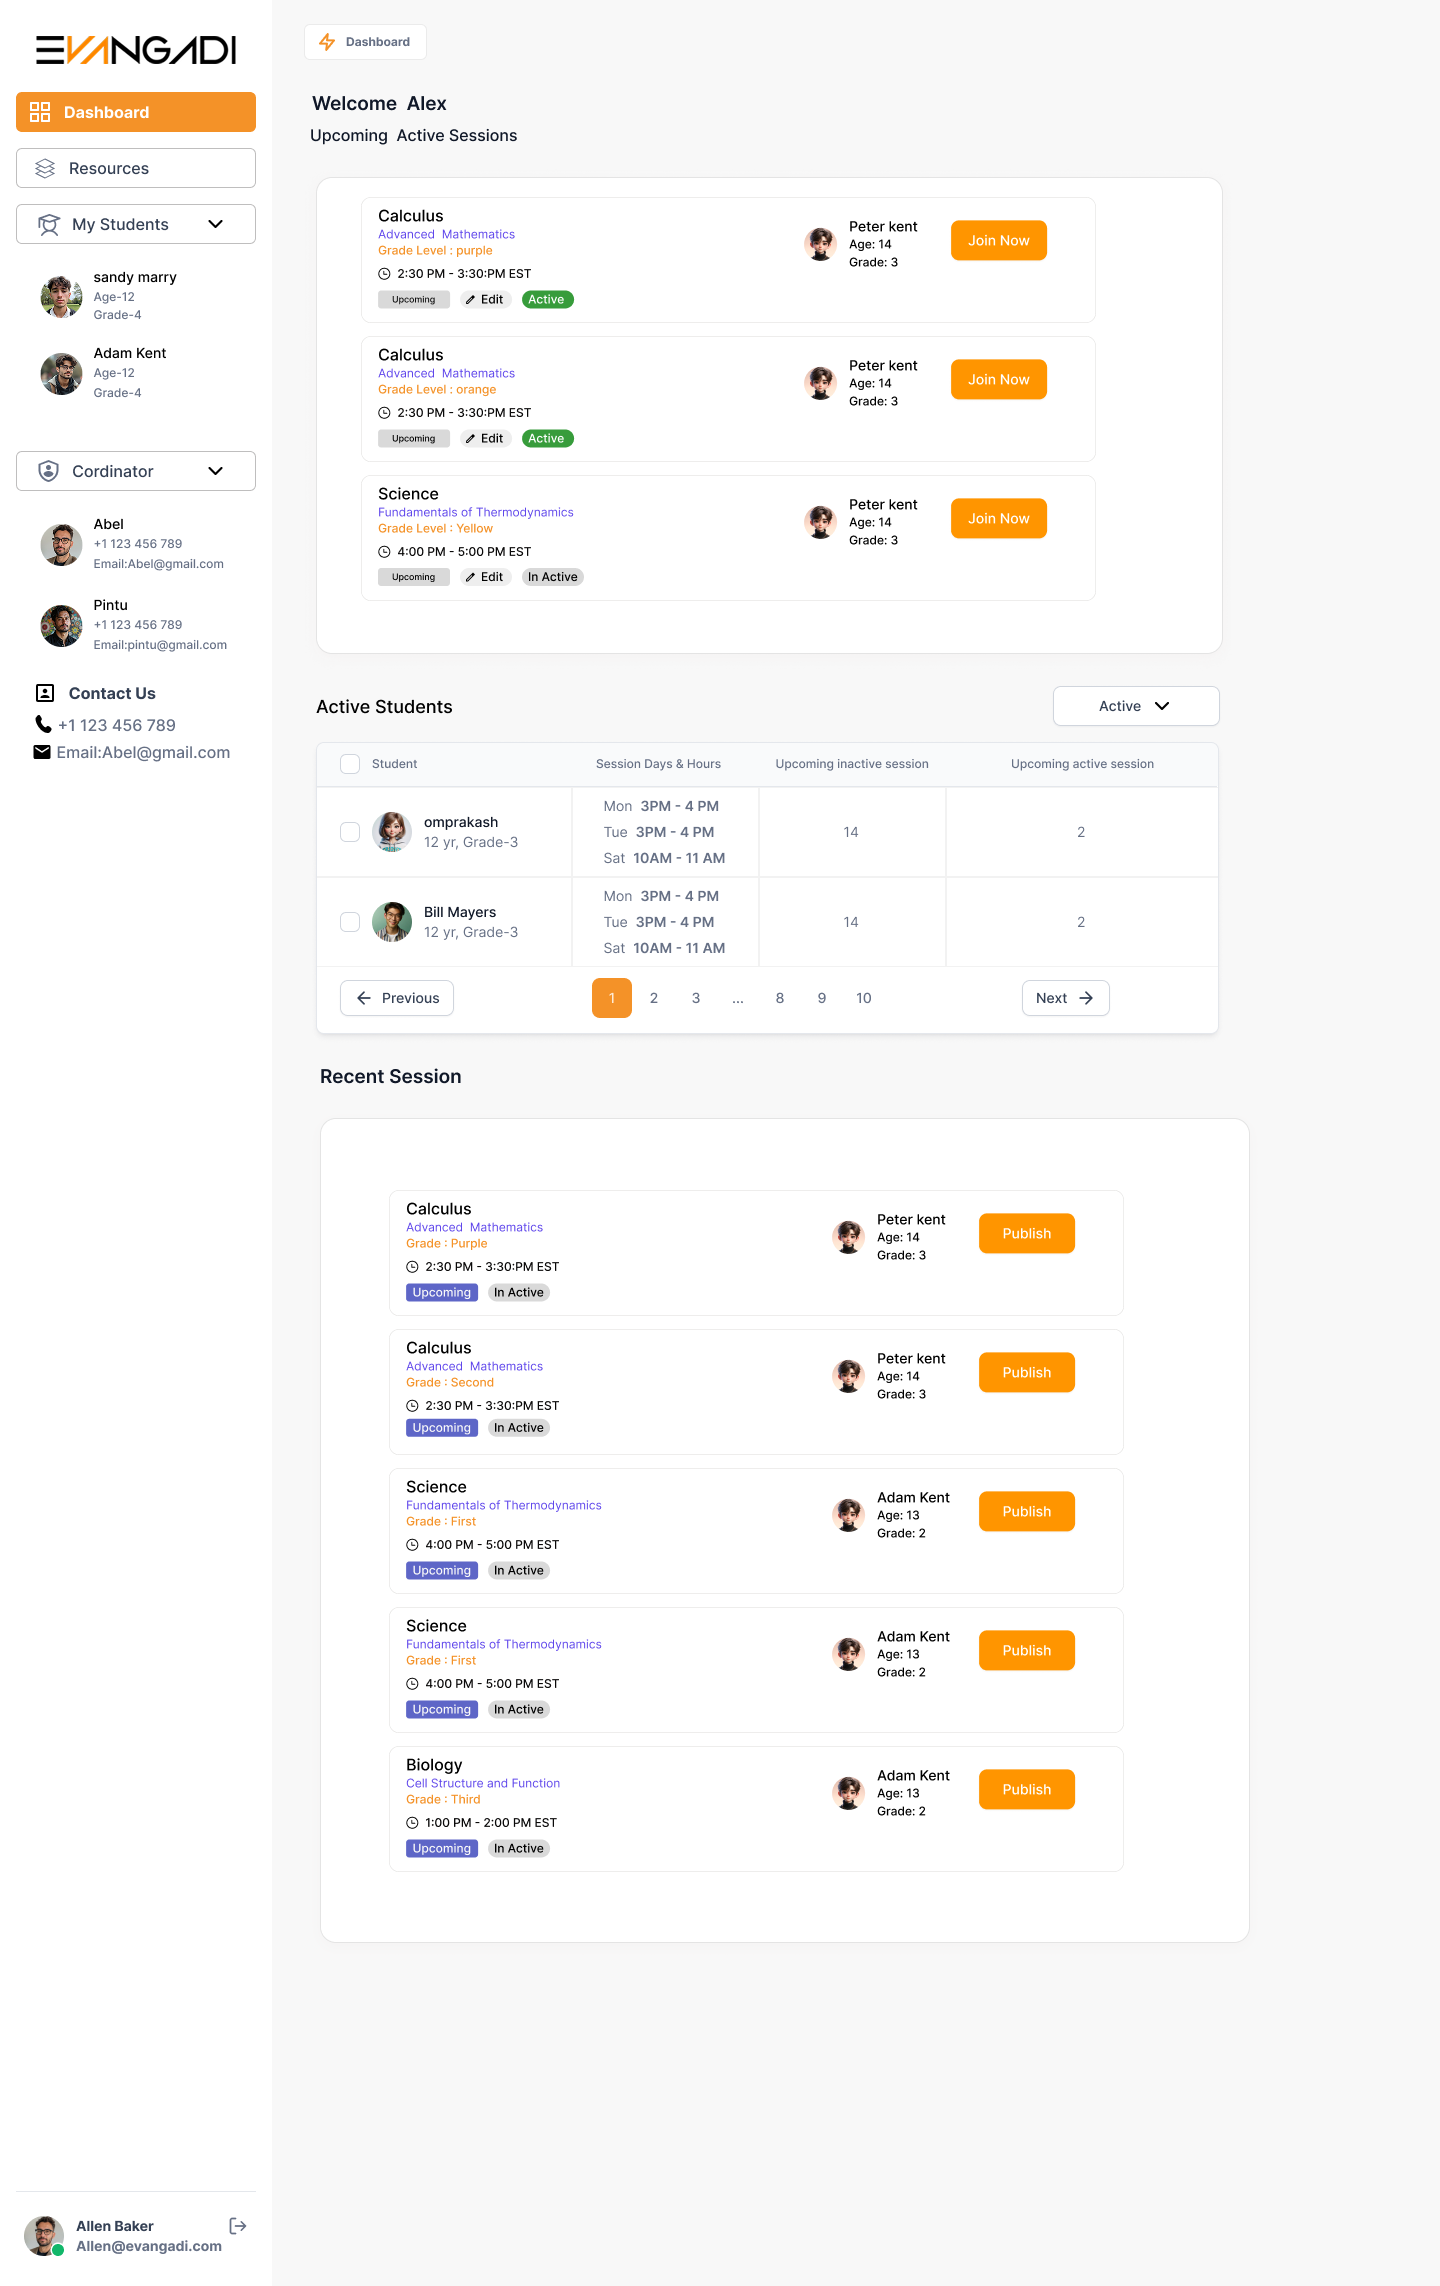 EVANGADI
Dashboard
Resources
My Students
sandy marry
Age-12
Grade-4
Adam Kent
Age-12
Grade-4
Cordinator
Abel
+1 123 456 789
Email:Abel@gmail.com
Pintu
+1 123 456 789
Email:pintu@gmail.com
Contact Us
+1 123 456 789
Email:Abel@gmail.com
Allen Baker
Allen@evangadi.com
Dashboard
Welcome Alex
Upcoming Active Sessions
Calculus
Advanced Mathematics
Grade Level : purple
2:30 PM - 3:30:PM EST
Upcoming Edit Active
Peter kent
Age: 14
Grade: 3
Join Now
Calculus
Advanced Mathematics
Grade Level : orange
2:30 PM - 3:30:PM EST
Upcoming Edit Active
Peter kent
Age: 14
Grade: 3
Join Now
Science
Fundamentals of Thermodynamics
Grade Level : Yellow
4:00 PM - 5:00 PM EST
Upcoming Edit In Active
Peter kent
Age: 14
Grade: 3
Join Now
Active Students
Active
Student Session Days & Hours Upcoming inactive session Upcoming active session
omprakash
12 yr, Grade-3
Mon 3PM - 4 PM
Tue 3PM - 4 PM
Sat 10AM - 11 AM
14
2
Bill Mayers
12 yr, Grade-3
Mon 3PM - 4 PM
Tue 3PM - 4 PM
Sat 10AM - 11 AM
14
2
Previous 1 2 3 ... 8 9 10 Next
Recent Session
Calculus
Advanced Mathematics
Grade : Purple
2:30 PM - 3:30:PM EST
Upcoming In Active
Peter kent
Age: 14
Grade: 3
Publish
Calculus
Advanced Mathematics
Grade : Second
2:30 PM - 3:30:PM EST
Upcoming In Active
Peter kent
Age: 14
Grade: 3
Publish
Science
Fundamentals of Thermodynamics
Grade : First
4:00 PM - 5:00 PM EST
Upcoming In Active
Adam Kent
Age: 13
Grade: 2
Publish
Science
Fundamentals of Thermodynamics
Grade : First
4:00 PM - 5:00 PM EST
Upcoming In Active
Adam Kent
Age: 13
Grade: 2
Publish
Biology
Cell Structure and Function
Grade : Third
1:00 PM - 2:00 PM EST
Upcoming In Active
Adam Kent
Age: 13
Grade: 2
Publish